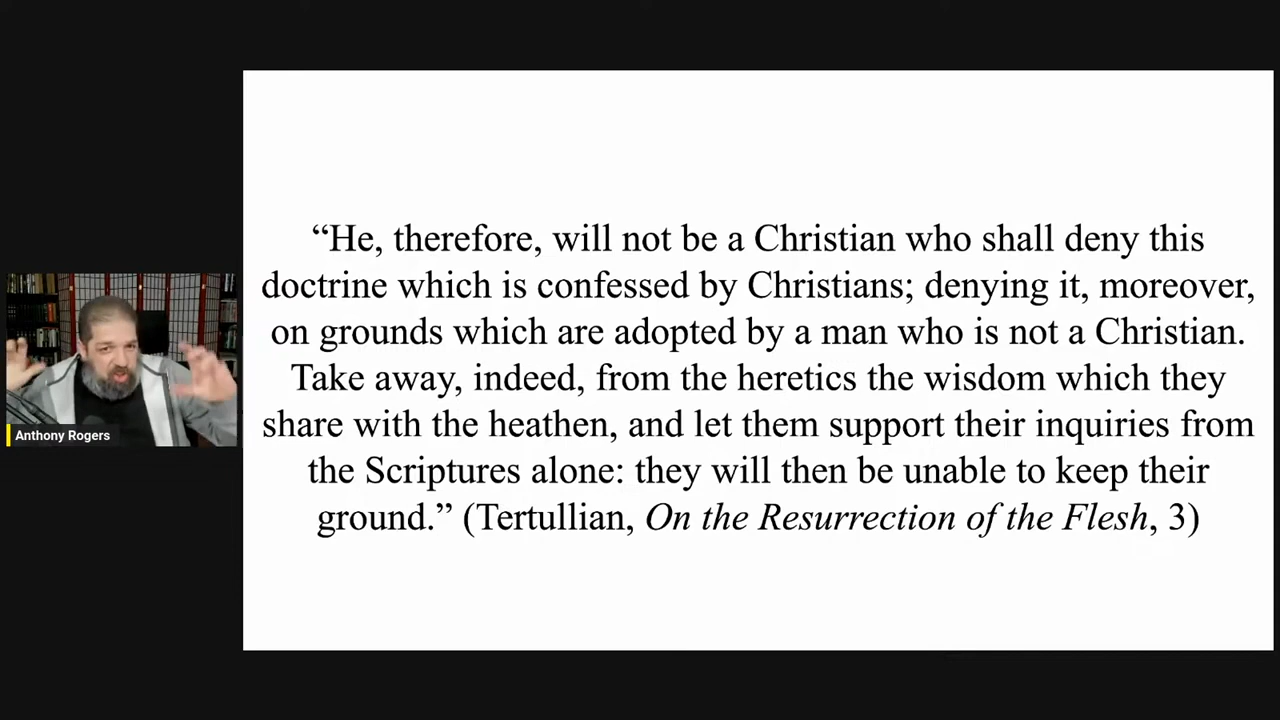 “He, therefore, will not be a Christian who shall deny this
doctrine which is confessed by Christians; denying it, moreover,
on grounds which are adopted by a man who is not a Christian.
Take away, indeed, from the heretics the wisdom which they
share with the heathen, and let them support their inquiries from
the Scriptures alone: they will then be unable to keep their
ground.” (Tertullian, On the Resurrection of the Flesh, 3)
Anthony Rogers